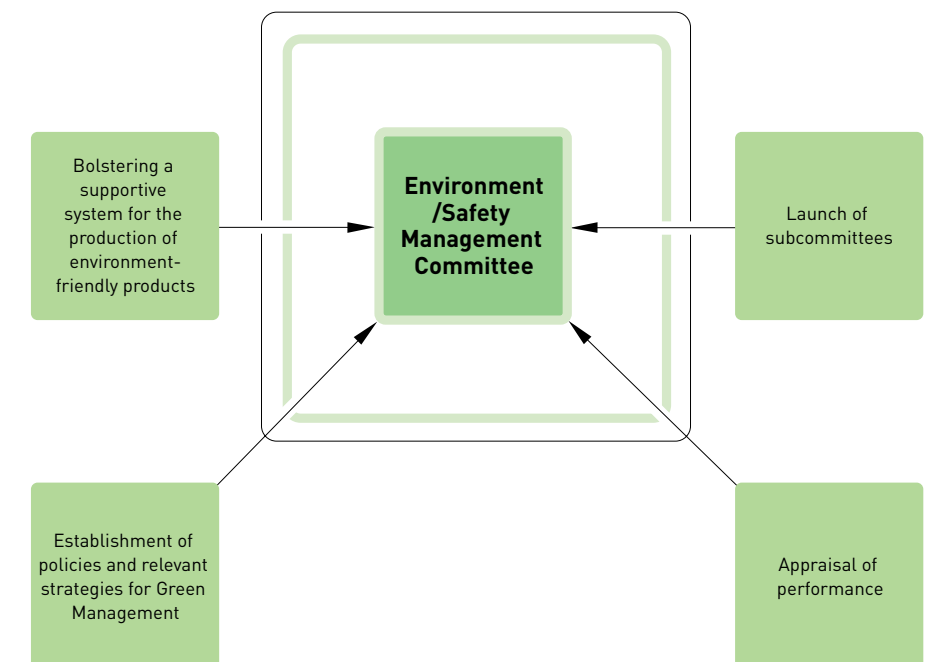 Bolstering a
supportive
system for the
production of
environment-
friendly products
Environment
/Safety
Management
Committee
Launch of
subcommittees
Establishment of
policies and relevant
strategies for Green
Management
Appraisal of
performance